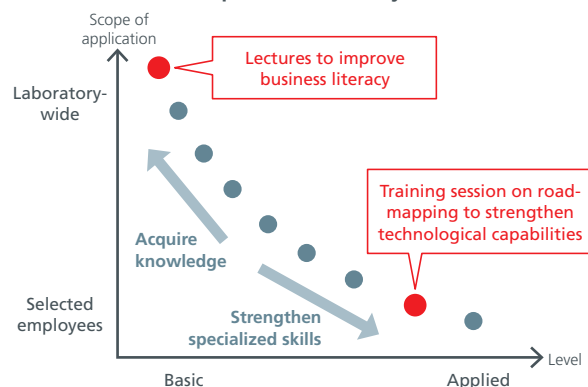 Scope of
application
Lectures to improve
business literacy
Laboratory-
wide
Training session on road-
mapping to strengthen
technological capabilities
Acquire
knowledge
Selected
employees
Strengthen
specialized skills
Level
Basic
Applied